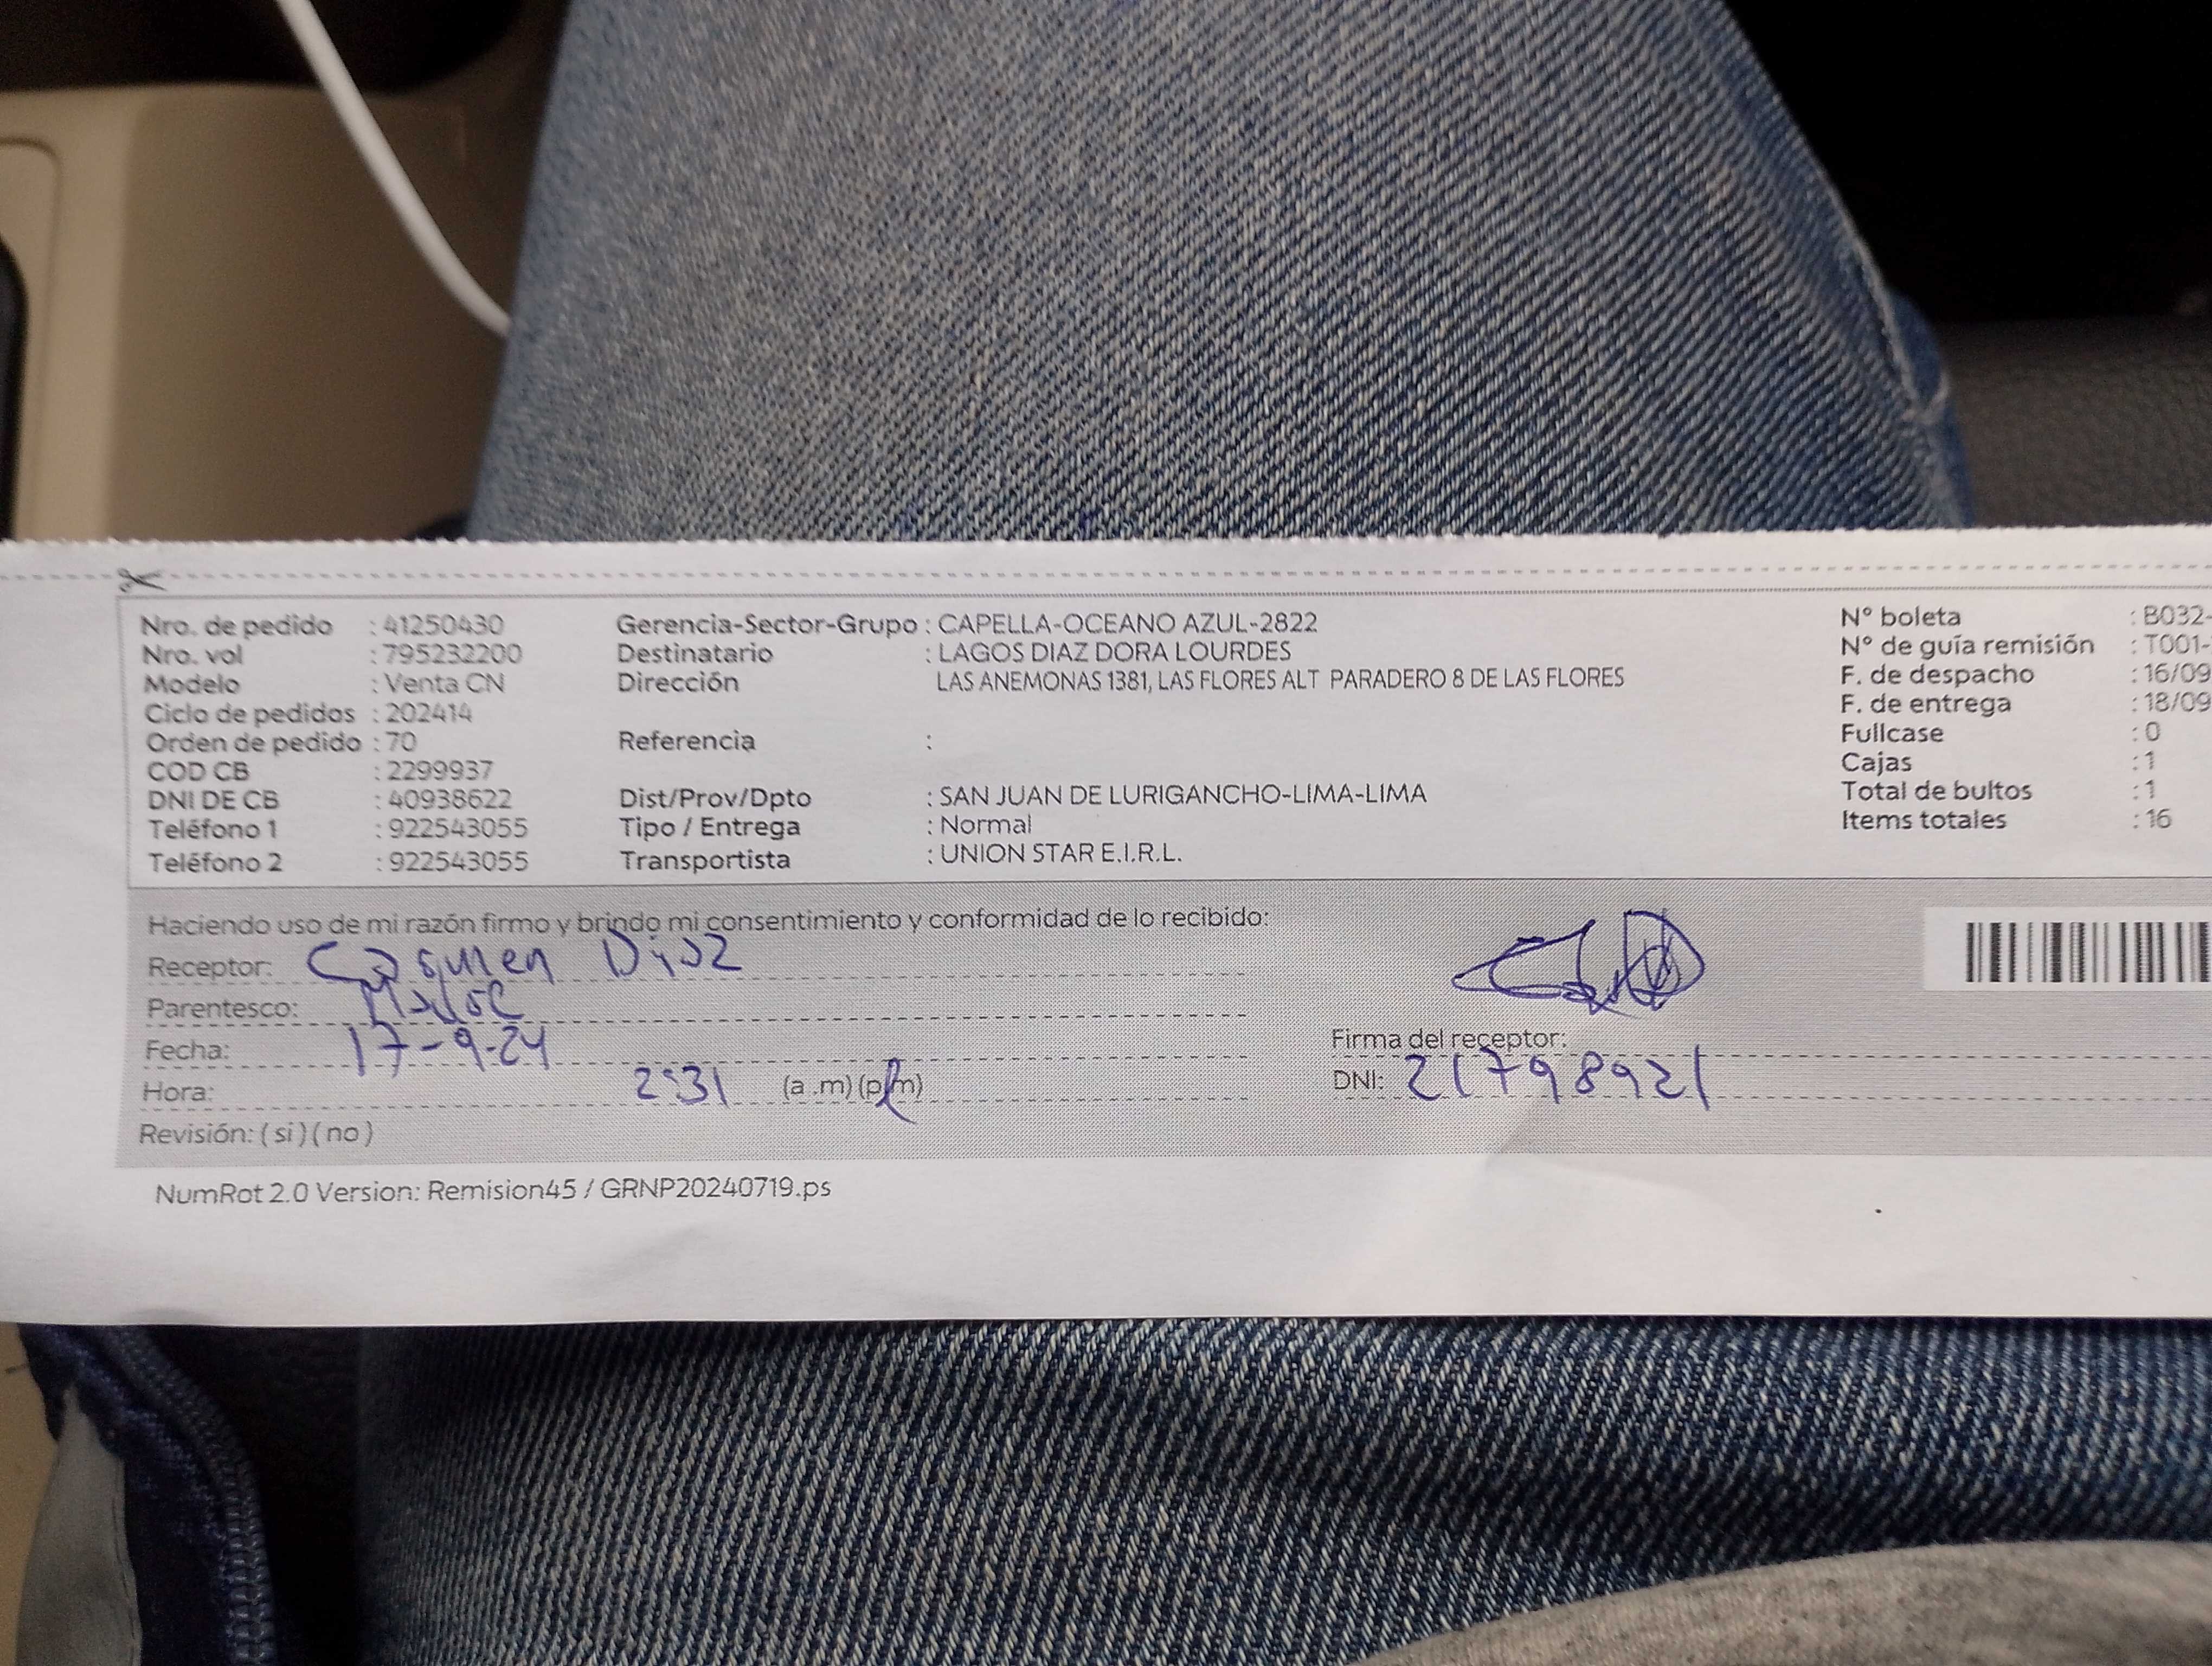 Nro. de pedido : 41250430 Gerencia-Sector-Grupo : CAPELLA-OCEANO AZUL-2822 N° boleta : B032-
Nro. vol : 795232200 Destinatario : LAGOS DIAZ DORA LOURDES N° de guía remisión : T001-
Modelo : Venta CN Dirección LAS ANEMONAS 1381, LAS FLORES ALT PARADERO 8 DE LAS FLORES F. de despacho : 16/09
Ciclo de pedidos : 202414 F. de entrega : 18/09
Orden de pedido : 70 Referencia : Fullcase : 0
COD CB : 2299937 Cajas : 1
DNI DE CB : 40938622 Dist/Prov/Dpto : SAN JUAN DE LURIGANCHO-LIMA-LIMA Total de bultos : 1
Teléfono 1 : 922543055 Tipo / Entrega : Normal Items totales : 16
Teléfono 2 : 922543055 Transportista : UNION STAR E.I.R.L.
Haciendo uso de mi razón firmo y brindo mi consentimiento y conformidad de lo recibido:
Receptor: Carmen Diaz
Parentesco: Madre
Fecha: 17-9-24 Firma del receptor:
Hora: 2:31 (a .m) (p.m) DNI: 21798921
Revisión: ( si ) ( no )
NumRot 2.0 Version: Remision45 / GRNP20240719.ps